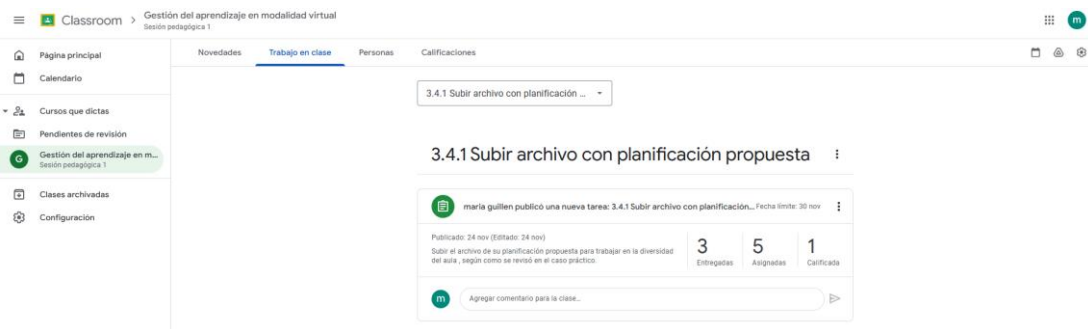 Classroom > Gestión del aprendizaje en modalidad virtual
Sesión pedagógica 1
m
Página principal
Calendario
Cursos que dictas
Pendientes de revisión
G
Gestión del aprendizaje en m...
Sesión pedagógica 1
Clases archivadas
Configuración
Novedades Trabajo en clase Personas Calificaciones
3.4.1 Subir archivo con planificación ...
3.4.1 Subir archivo con planificación propuesta
maria guillen publicó una nueva tarea: 3.4.1 Subir archivo con planificación... Fecha límite: 30 nov
Publicado: 24 nov (Editado: 24 nov)
Subir el archivo de su planificación propuesta para trabajar en la diversidad
del aula , según como se revisó en el caso práctico.
3 5 1
Entregadas Asignadas Calificada
m
Agregar comentario para la clase...